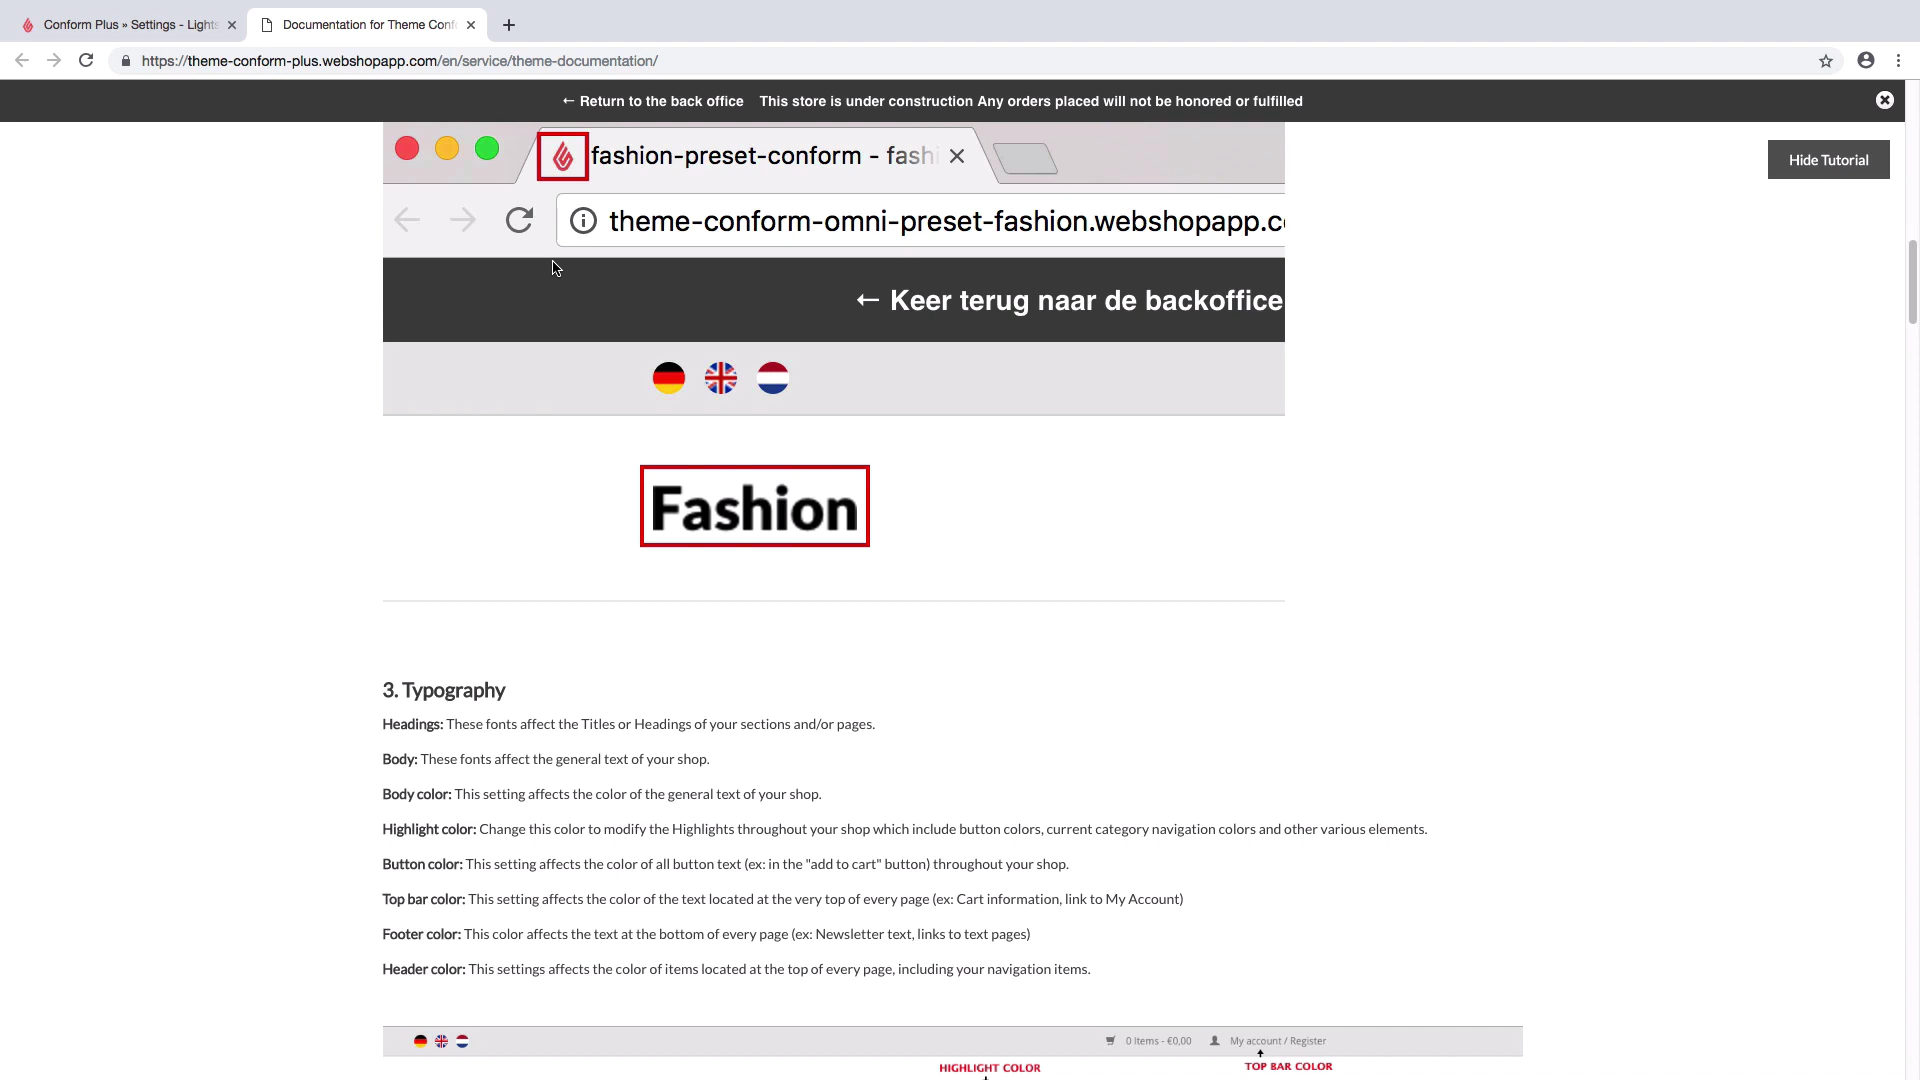 Conform Plus » Settings - Lights
Documentation for Theme Conf
https://theme-conform-plus.webshopapp.com/en/service/theme-documentation/
← Return to the back office This store is under construction Any orders placed will not be honored or fulfilled
Hide Tutorial
fashion-preset-conform - fashi
theme-conform-omni-preset-fashion.webshopapp.co
← Keer terug naar de backoffice
Fashion
3. Typography
Headings: These fonts affect the Titles or Headings of your sections and/or pages.
Body: These fonts affect the general text of your shop.
Body color: This setting affects the color of the general text of your shop.
Highlight color: Change this color to modify the Highlights throughout your shop which include button colors, current category navigation colors and other various elements.
Button color: This setting affects the color of all button text (ex: in the "add to cart" button) throughout your shop.
Top bar color: This setting affects the color of the text located at the very top of every page (ex: Cart information, link to My Account)
Footer color: This color affects the text at the bottom of every page (ex: Newsletter text, links to text pages)
Header color: This settings affects the color of items located at the top of every page, including your navigation items.
0 Items - €0,00 My account / Register
HIGHLIGHT COLOR TOP BAR COLOR